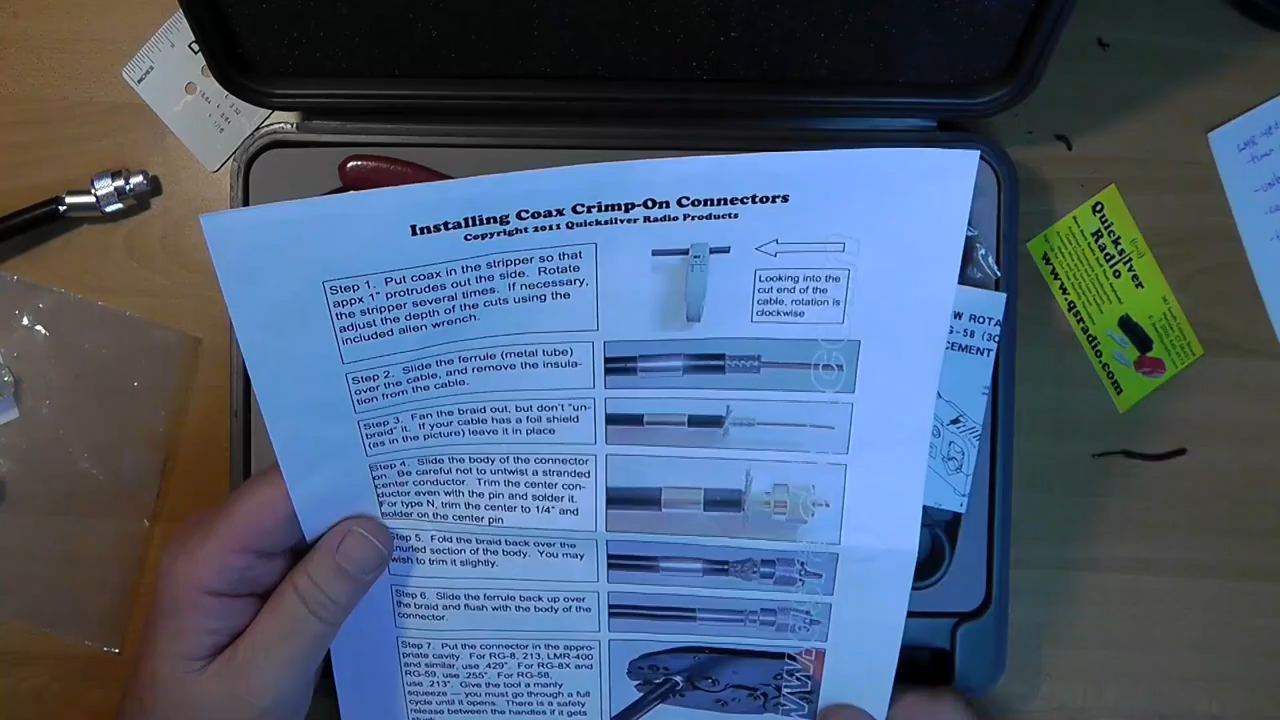 Installing Coax Crimp-On Connectors
Copyright 2011 Quicksilver Radio Products
Step 1. Put coax in the stripper so that
appx 1" protrudes out the side. Rotate
the stripper several times. If necessary,
adjust the depth of the cuts using the
included allen wrench.
Looking into the
cut end of the
cable, rotation is
clockwise
Step 2. Slide the ferrule (metal tube)
over the cable, and remove the insula-
tion from the cable.
Step 3. Fan the braid out, but don't "un-
braid" it. If your cable has a foil shield
(as in the picture) leave it in place
Step 4. Slide the body of the connector
on. Be careful not to untwist a stranded
center conductor. Trim the center con-
ductor even with the pin and solder it.
For type N, trim the center to 1/4" and
solder on the center pin
Step 5. Fold the braid back over the
knurled section of the body. You may
wish to trim it slightly.
Step 6. Slide the ferrule back up over
the braid and flush with the body of the
connector.
Step 7. Put the connector in the appro-
priate cavity. For RG-8, 213, LMR-400
and similar, use .429". For RG-8X and
RG-59, use .255". For RG-58,
use .213". Give the tool a manly
squeeze — you must go through a full
cycle until it opens. There is a safety
release between the handles if it gets
Quicksilver
Radio
www.qsradio.com
W ROTA
G-58 (3C
CEMENT
INCHES